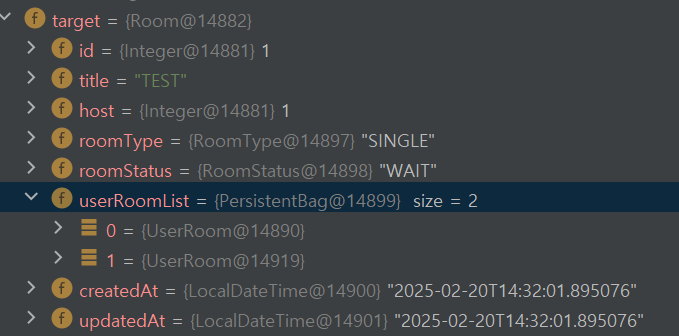 f target = {Room@14882}
f id = {Integer@14881} 1
f title = "TEST"
f host = {Integer@14881} 1
f roomType = {RoomType@14897} "SINGLE"
f roomStatus = {RoomStatus@14898} "WAIT"
f userRoomList = {PersistentBag@14899} size = 2
0 = {UserRoom@14890}
1 = {UserRoom@14919}
f createdAt = {LocalDateTime@14900} "2025-02-20T14:32:01.895076"
f updatedAt = {LocalDateTime@14901} "2025-02-20T14:32:01.895076"